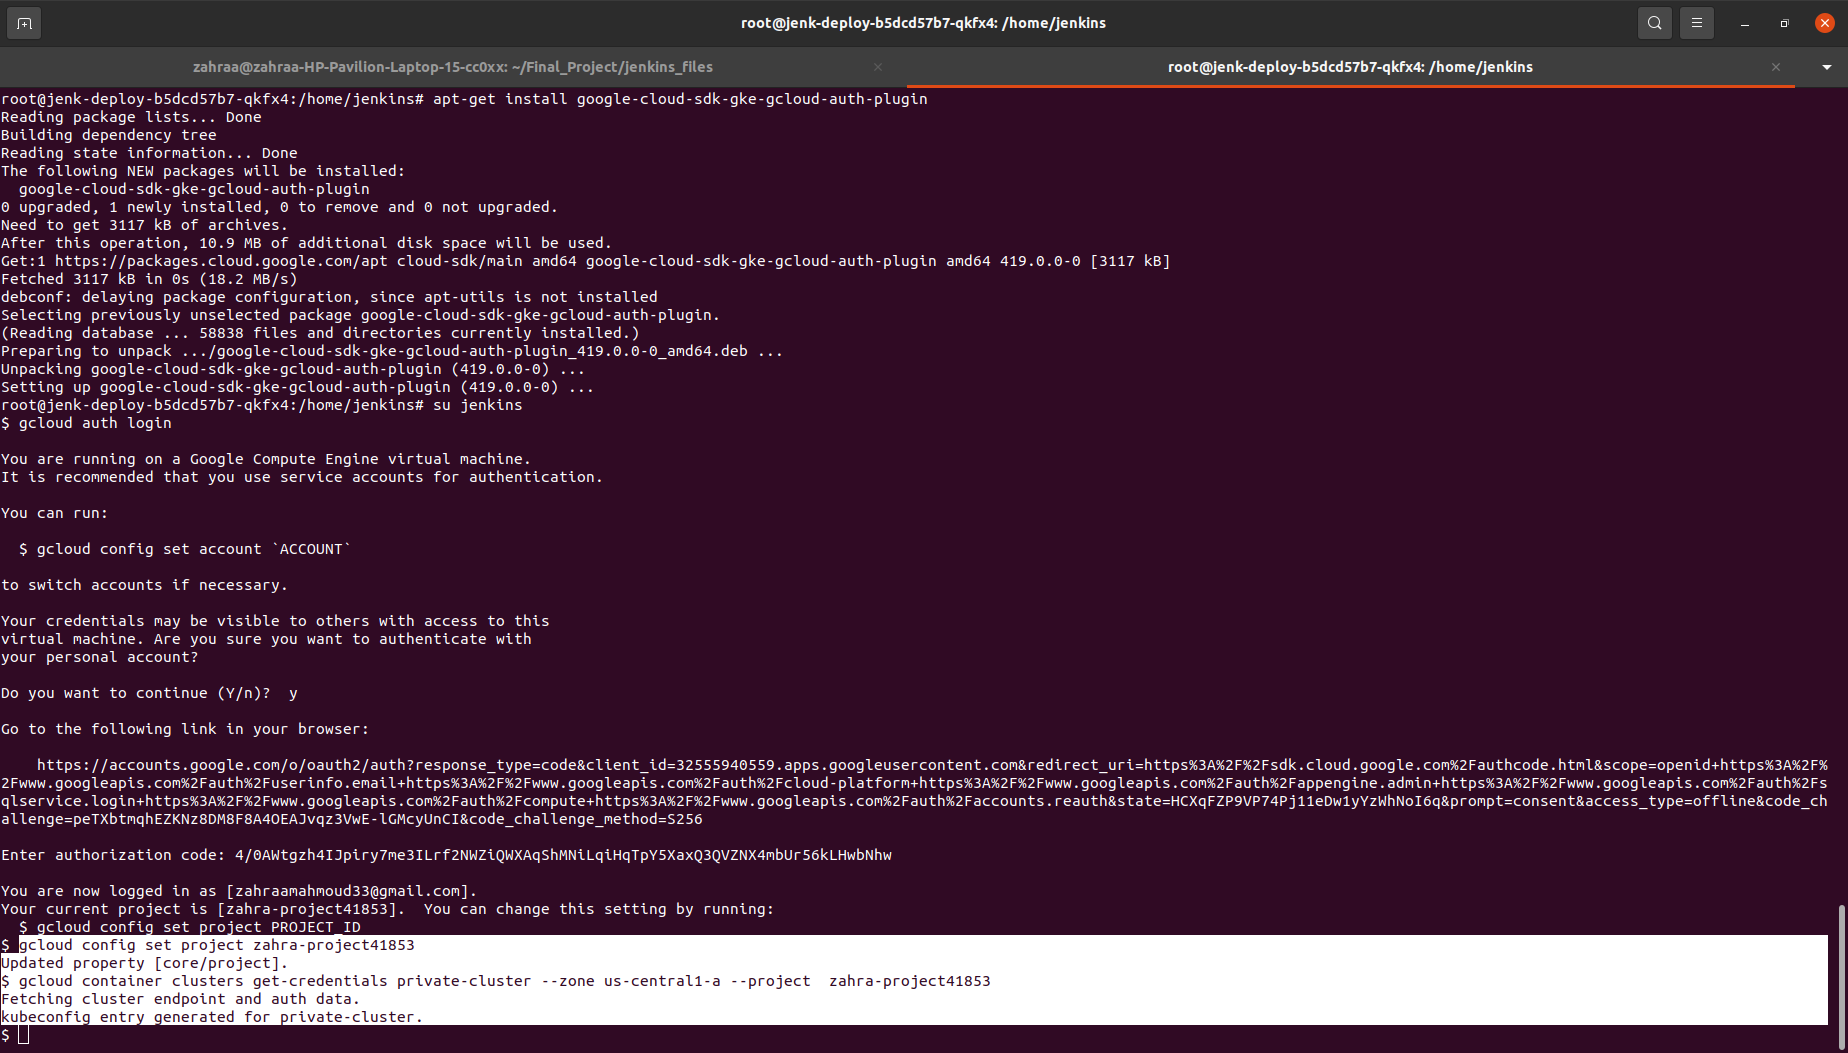 root@jenk-deploy-b5dcd57b7-qkfx4: /home/jenkins
zahraa@zahraa-HP-Pavilion-Laptop-15-cc0xx: ~/Final_Project/jenkins_files
root@jenk-deploy-b5dcd57b7-qkfx4: /home/jenkins
root@jenk-deploy-b5dcd57b7-qkfx4:/home/jenkins# apt-get install google-cloud-sdk-gke-gcloud-auth-plugin
Reading package lists... Done
Building dependency tree
Reading state information... Done
The following NEW packages will be installed:
  google-cloud-sdk-gke-gcloud-auth-plugin
0 upgraded, 1 newly installed, 0 to remove and 0 not upgraded.
Need to get 3117 kB of archives.
After this operation, 10.9 MB of additional disk space will be used.
Get:1 https://packages.cloud.google.com/apt cloud-sdk/main amd64 google-cloud-sdk-gke-gcloud-auth-plugin amd64 419.0.0-0 [3117 kB]
Fetched 3117 kB in 0s (18.2 MB/s)
debconf: delaying package configuration, since apt-utils is not installed
Selecting previously unselected package google-cloud-sdk-gke-gcloud-auth-plugin.
(Reading database ... 58838 files and directories currently installed.)
Preparing to unpack .../google-cloud-sdk-gke-gcloud-auth-plugin_419.0.0-0_amd64.deb ...
Unpacking google-cloud-sdk-gke-gcloud-auth-plugin (419.0.0-0) ...
Setting up google-cloud-sdk-gke-gcloud-auth-plugin (419.0.0-0) ...
root@jenk-deploy-b5dcd57b7-qkfx4:/home/jenkins# su jenkins
$ gcloud auth login
You are running on a Google Compute Engine virtual machine.
It is recommended that you use service accounts for authentication.
You can run:
  $ gcloud config set account `ACCOUNT`
to switch accounts if necessary.
Your credentials may be visible to others with access to this
virtual machine. Are you sure you want to authenticate with
your personal account?
Do you want to continue (Y/n)?  y
Go to the following link in your browser:
    https://accounts.google.com/o/oauth2/auth?response_type=code&client_id=32555940559.apps.googleusercontent.com&redirect_uri=https%3A%2F%2Fsdk.cloud.google.com%2Fauthcode.html&scope=openid+https%3A%2F%
2Fwww.googleapis.com%2Fauth%2Fuserinfo.email+https%3A%2F%2Fwww.googleapis.com%2Fauth%2Fcloud-platform+https%3A%2F%2Fwww.googleapis.com%2Fauth%2Fappengine.admin+https%3A%2F%2Fwww.googleapis.com%2Fauth%2Fs
qlservice.login+https%3A%2F%2Fwww.googleapis.com%2Fauth%2Fcompute+https%3A%2F%2Fwww.googleapis.com%2Fauth%2Faccounts.reauth&state=HCXqFZP9VP74Pj11eDw1yYzWhNoI6q&prompt=consent&access_type=offline&code_ch
allenge=peTXbtmqhEZKNz8DM8F8A4OEAJvqz3VwE-lGMcyUnCI&code_challenge_method=S256
Enter authorization code: 4/0AWtgzh4IJpiry7me3ILrf2NWZiQWXAqShMNiLqiHqTpY5XaxQ3QVZNX4mbUr56kLHwbNhw
You are now logged in as [zahraamahmoud33@gmail.com].
Your current project is [zahra-project41853].  You can change this setting by running:
  $ gcloud config set project PROJECT_ID
$ gcloud config set project zahra-project41853
Updated property [core/project].
$ gcloud container clusters get-credentials private-cluster --zone us-central1-a --project  zahra-project41853
Fetching cluster endpoint and auth data.
kubeconfig entry generated for private-cluster.
$